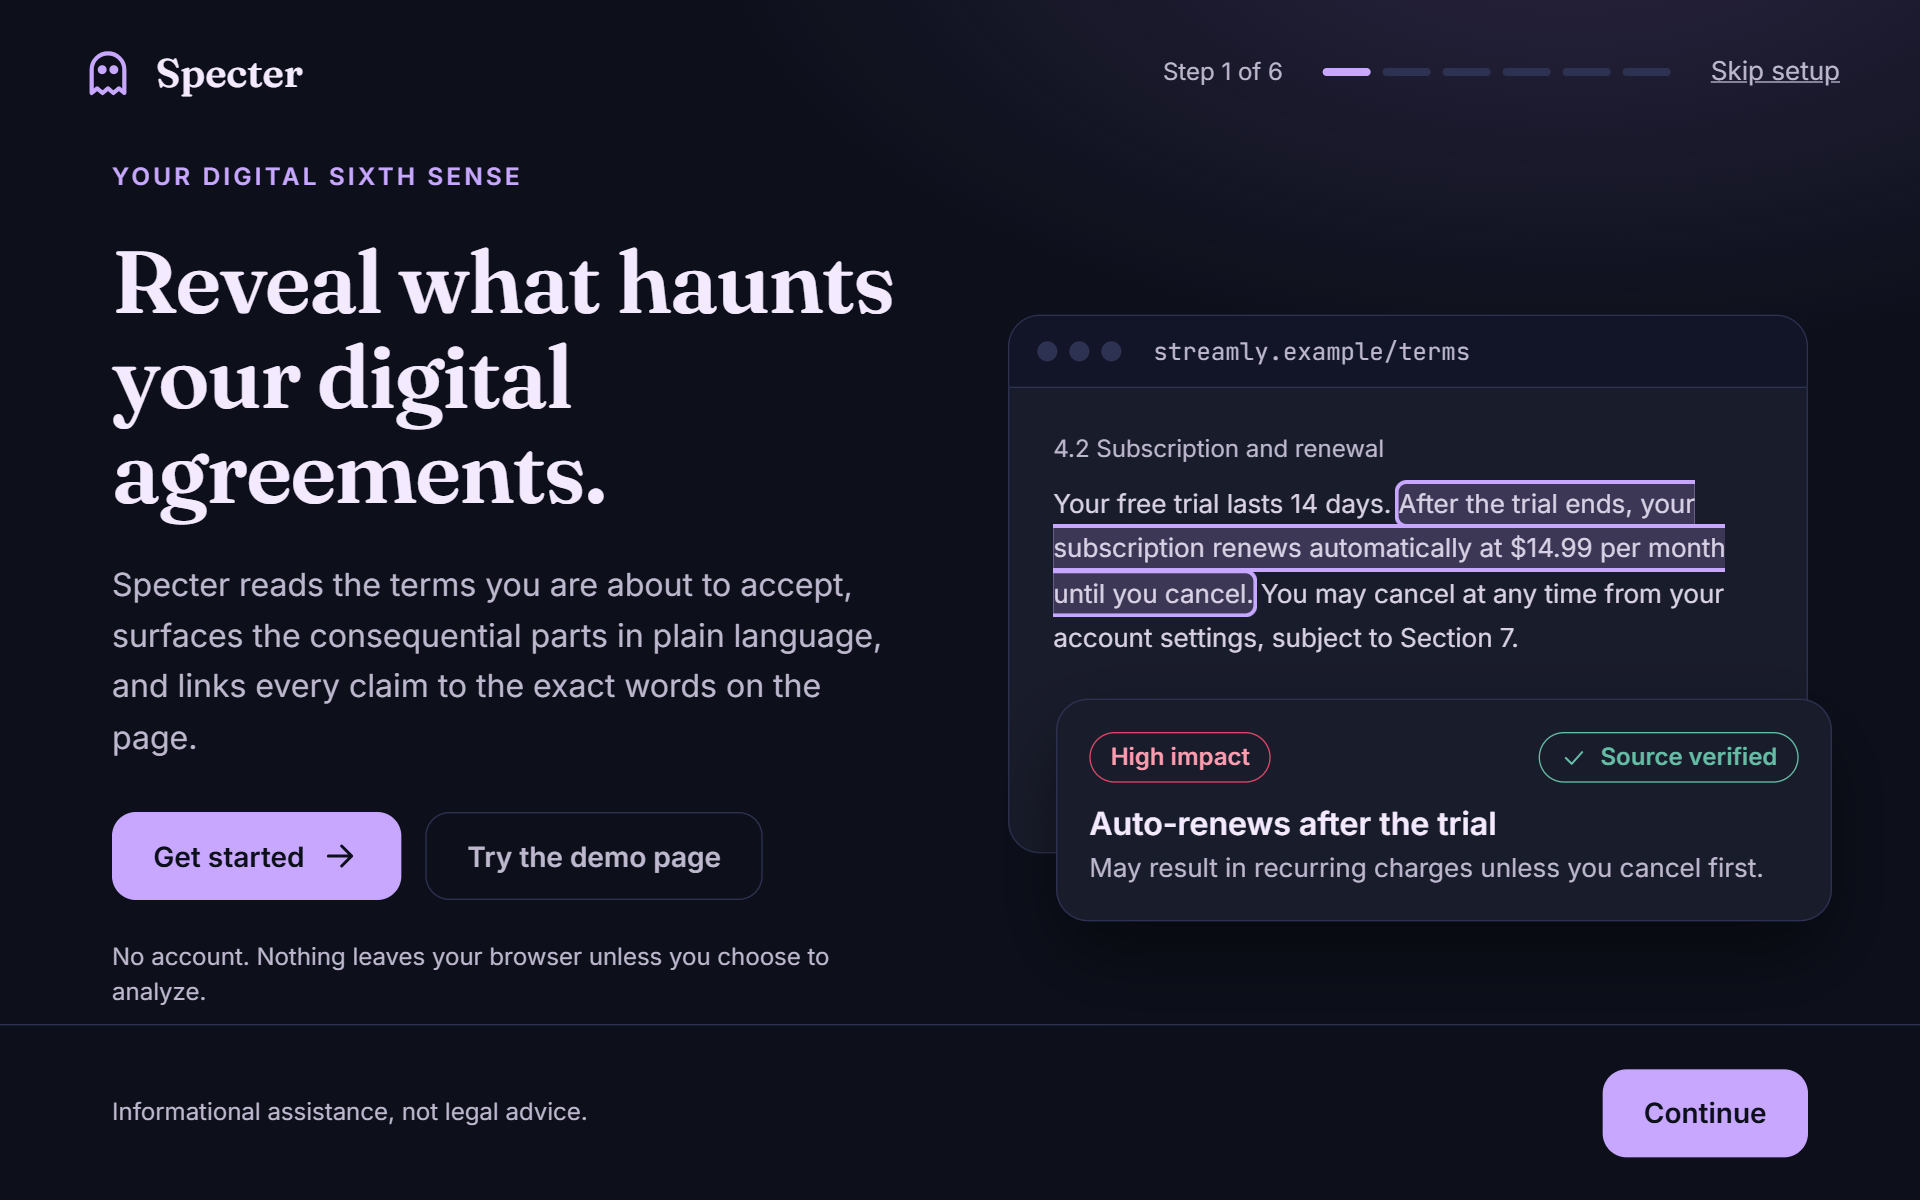 Specter
Step 1 of 6
Skip setup
YOUR DIGITAL SIXTH SENSE
Reveal what haunts
your digital
agreements.
Specter reads the terms you are about to accept,
surfaces the consequential parts in plain language,
and links every claim to the exact words on the
page.
Get started
Try the demo page
No account. Nothing leaves your browser unless you choose to
analyze.
streamly.example/terms
4.2 Subscription and renewal
Your free trial lasts 14 days. After the trial ends, your
subscription renews automatically at $14.99 per month
until you cancel. You may cancel at any time from your
account settings, subject to Section 7.
High impact
Source verified
Auto-renews after the trial
May result in recurring charges unless you cancel first.
Informational assistance, not legal advice.
Continue